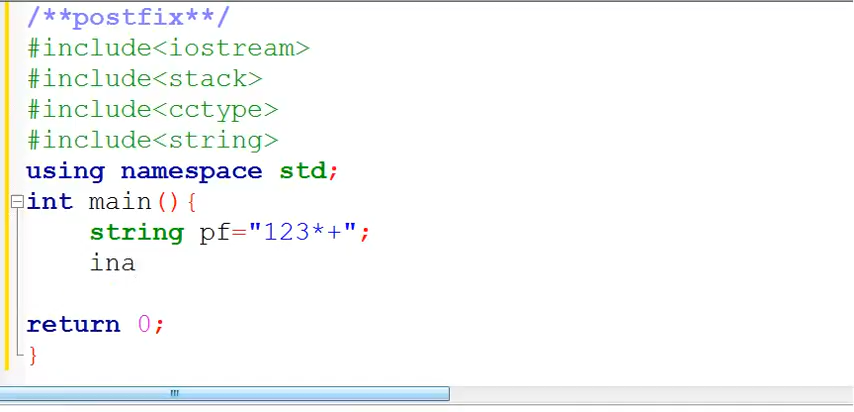 /**postfix**/
#include<iostream>
#include<stack>
#include<cctype>
#include<string>
using namespace std;
int main(){
    string pf="123*+";
    ina
return 0;
}